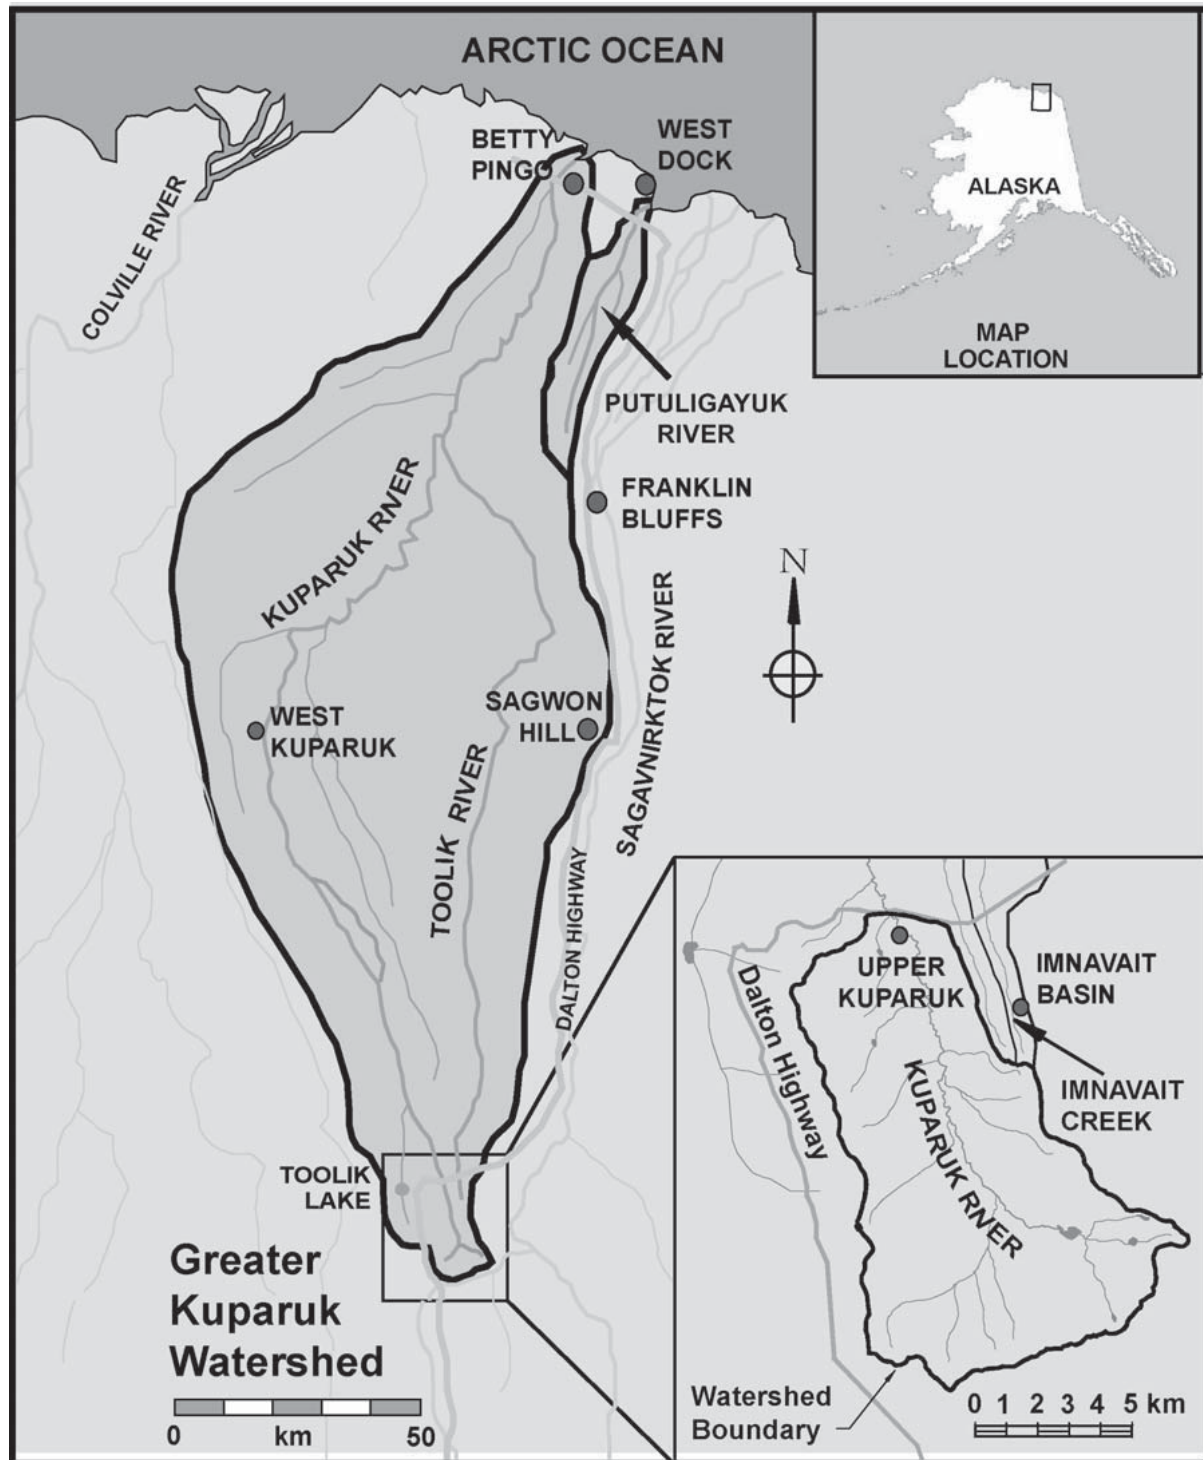 ARCTIC OCEAN
BETTY
PINGO
WEST
DOCK
COLVILLE RIVER
ALASKA
MAP
LOCATION
PUTULIGAYUK
RIVER
FRANKLIN
BLUFFS
KUPARUK RNER
N
SAGAVNIRKTOK RIVER
WEST
KUPARUK
SAGWON
HILL
TOOLIK RIVER
DALTON HIGHWAY
TOOLIK
LAKE
Greater
Kuparuk
Watershed
0 km 50
UPPER
KUPARUK
IMNAVAIT
BASIN
Dalton Highway
IMNAVAIT
CREEK
KUPARUK RNER
Watershed
Boundary
0 1 2 3 4 5 km